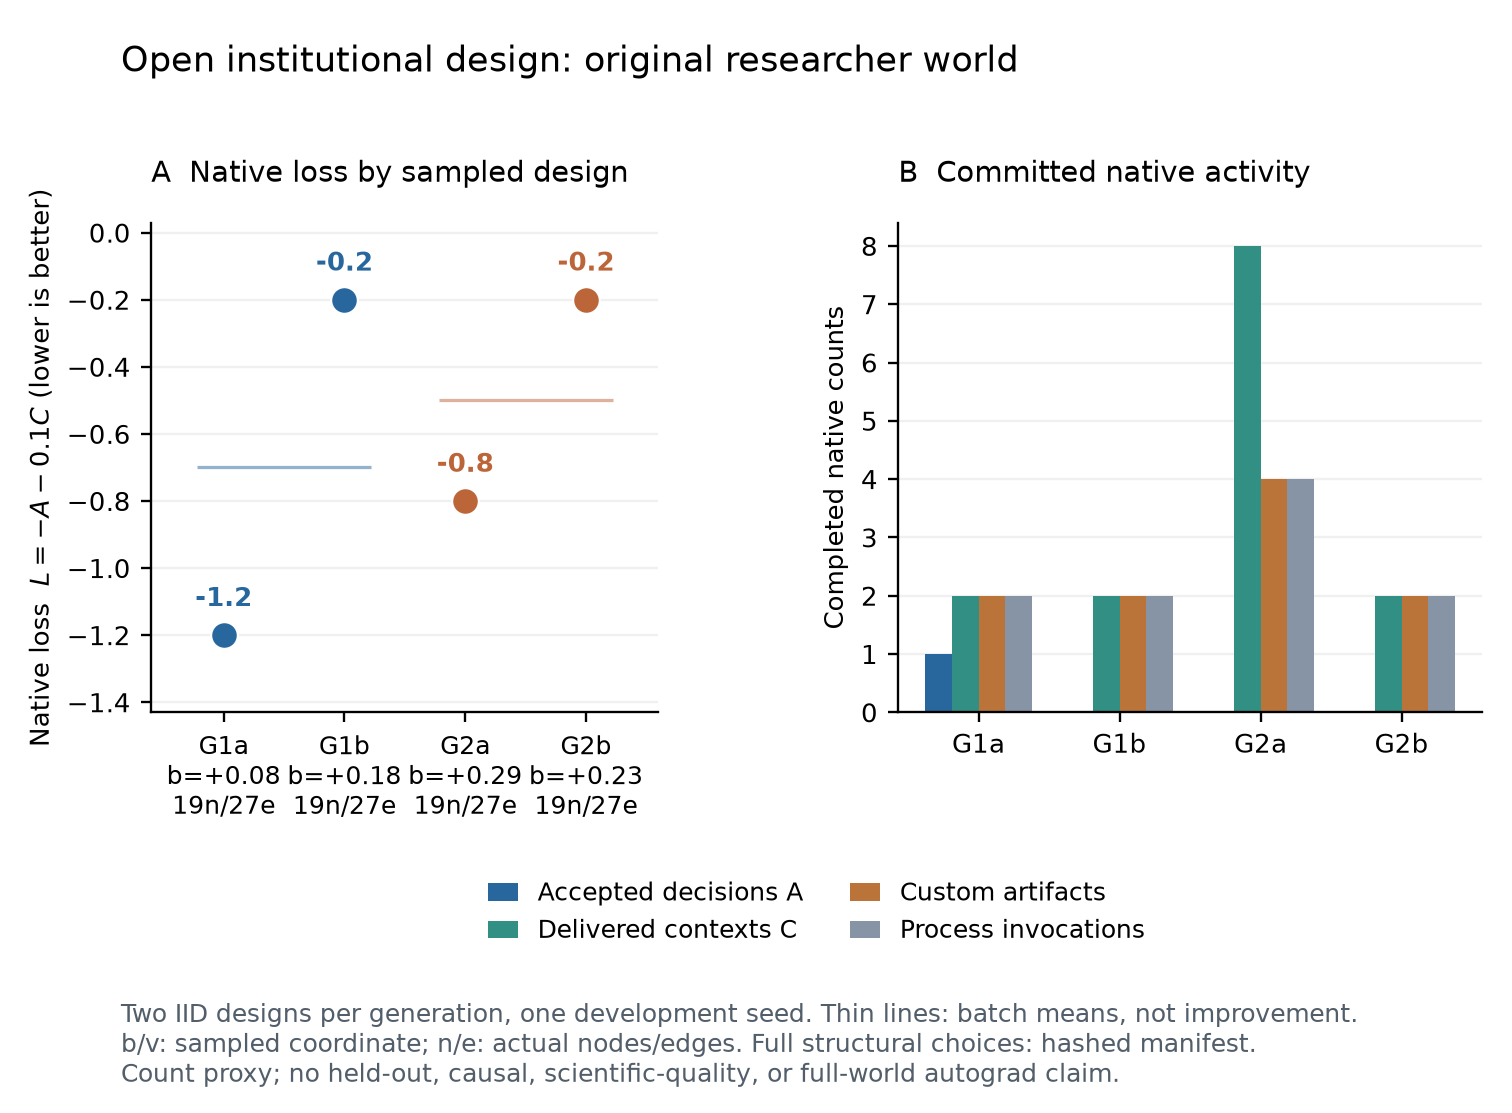 Open institutional design: original researcher world
A  Native loss by sampled design
Native loss  L = −A − 0.1C (lower is better)
0.0
−0.2
−0.4
−0.6
−0.8
−1.0
−1.2
−1.4
-1.2
-0.2
-0.8
-0.2
G1a
b=+0.08
19n/27e
G1b
b=+0.18
19n/27e
G2a
b=+0.29
19n/27e
G2b
b=+0.23
19n/27e
B  Committed native activity
Completed native counts
8
7
6
5
4
3
2
1
0
G1a
G1b
G2a
G2b
Accepted decisions A
Delivered contexts C
Custom artifacts
Process invocations
Two IID designs per generation, one development seed. Thin lines: batch means, not improvement.
b/v: sampled coordinate; n/e: actual nodes/edges. Full structural choices: hashed manifest.
Count proxy; no held-out, causal, scientific-quality, or full-world autograd claim.